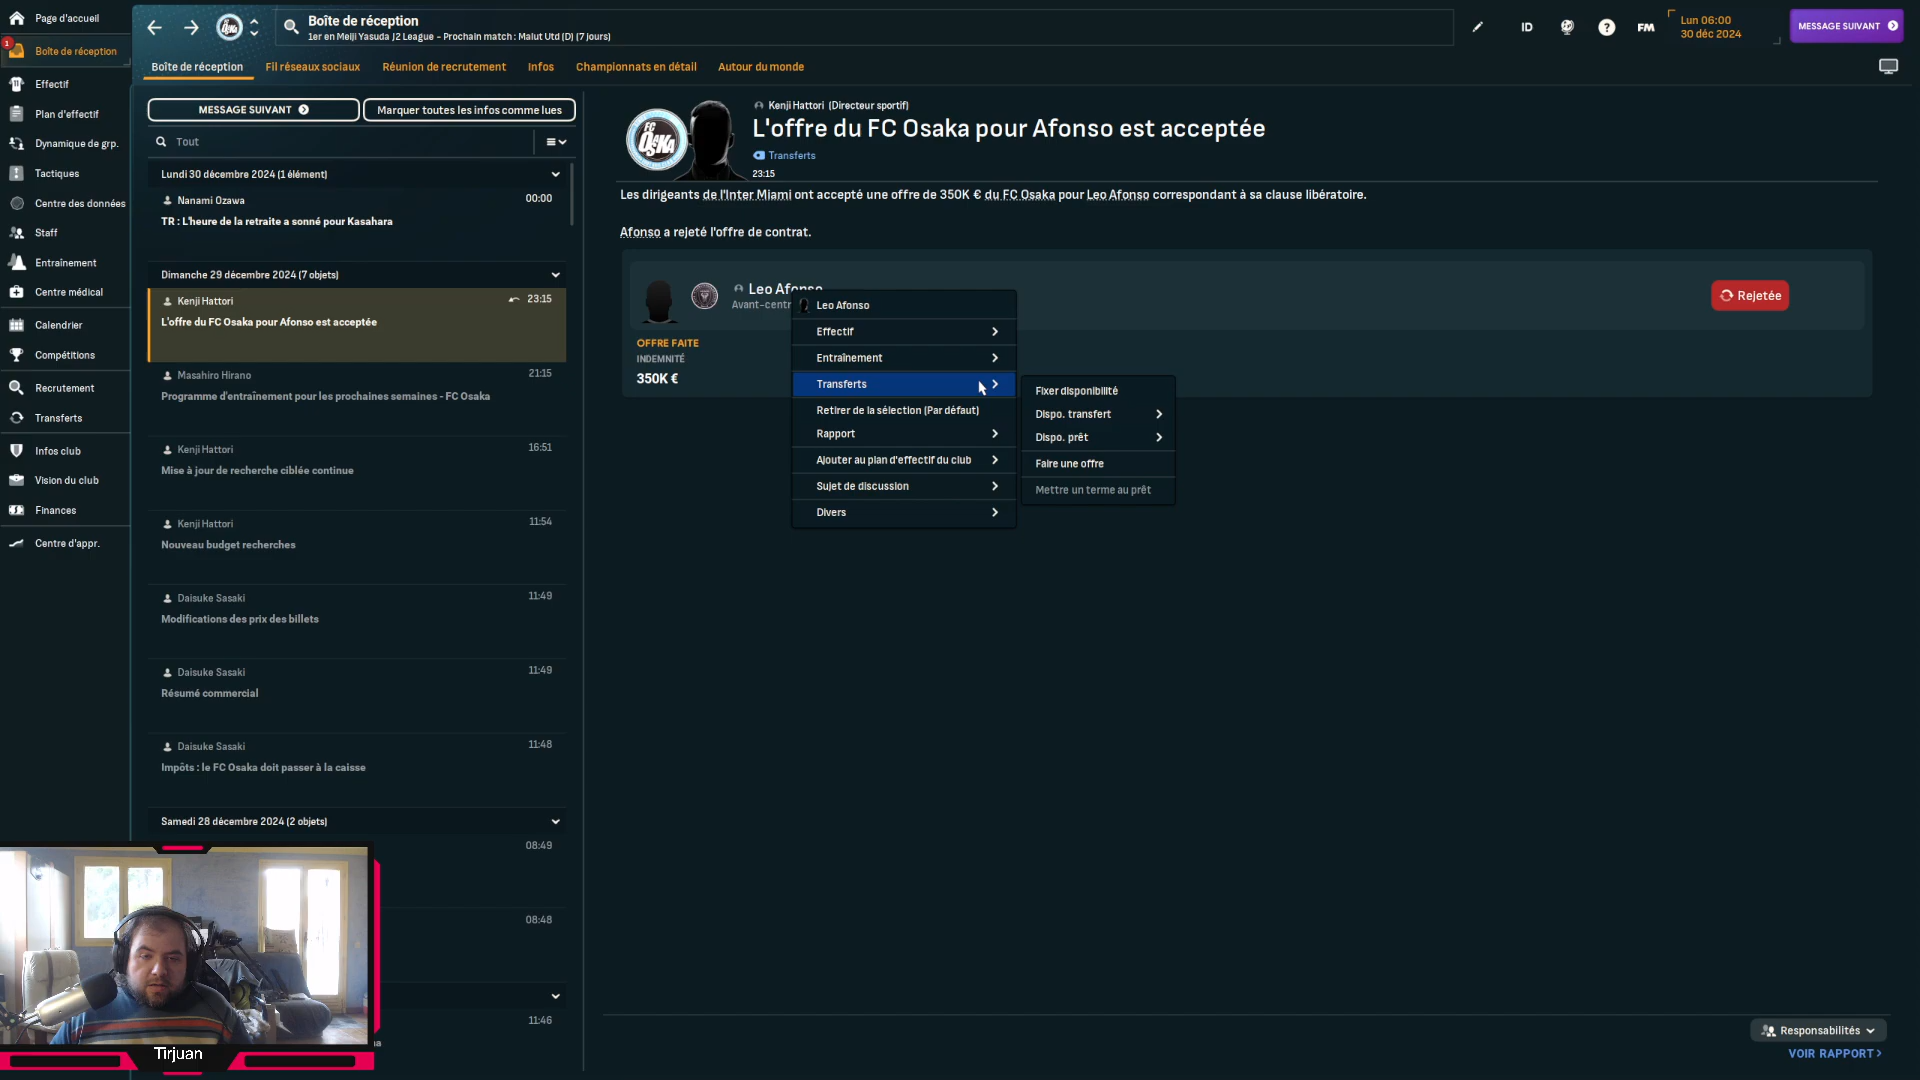 Page d'accueil
1
Boîte de réception
Effectif
Plan d'effectif
Dynamique de grp.
Tactiques
Centre des données
Staff
Entraînement
Centre médical
Calendrier
Compétitions
Recrutement
Transferts
Infos club
Vision du club
Finances
Centre d'appr.
Boîte de réception
1er en Meiji Yasuda J2 League - Prochain match : Malut Utd (D) (7 jours)
ID
FM
Lun 06:00
30 déc 2024
MESSAGE SUIVANT
Boîte de réception
Fil réseaux sociaux
Réunion de recrutement
Infos
Championnats en détail
Autour du monde
MESSAGE SUIVANT
Marquer toutes les infos comme lues
Tout
Lundi 30 décembre 2024 (1 élément)
Nanami Ozawa 00:00
TR : L'heure de la retraite a sonné pour Kasahara
Dimanche 29 décembre 2024 (7 objets)
Kenji Hattori 23:15
L'offre du FC Osaka pour Afonso est acceptée
Masahiro Hirano 21:15
Programme d'entraînement pour les prochaines semaines - FC Osaka
Kenji Hattori 16:51
Mise à jour de recherche ciblée continue
Kenji Hattori 11:54
Nouveau budget recherches
Daisuke Sasaki 11:49
Modifications des prix des billets
Daisuke Sasaki 11:49
Résumé commercial
Daisuke Sasaki 11:48
Impôts : le FC Osaka doit passer à la caisse
Samedi 28 décembre 2024 (2 objets)
08:49
08:48
11:46
FC OSAKA
Kenji Hattori (Directeur sportif)
L'offre du FC Osaka pour Afonso est acceptée
Transferts
23:15
Les dirigeants de l'Inter Miami ont accepté une offre de 350K € du FC Osaka pour Leo Afonso correspondant à sa clause libératoire.
Afonso a rejeté l'offre de contrat.
Leo Afonso
Avant-centr
Rejetée
OFFRE FAITE
INDEMNITÉ
350K €
Leo Afonso
Effectif
Entraînement
Transferts
Retirer de la sélection (Par défaut)
Rapport
Ajouter au plan d'effectif du club
Sujet de discussion
Divers
Fixer disponibilité
Dispo. transfert
Dispo. prêt
Faire une offre
Mettre un terme au prêt
Tirjuan
Responsabilités
VOIR RAPPORT